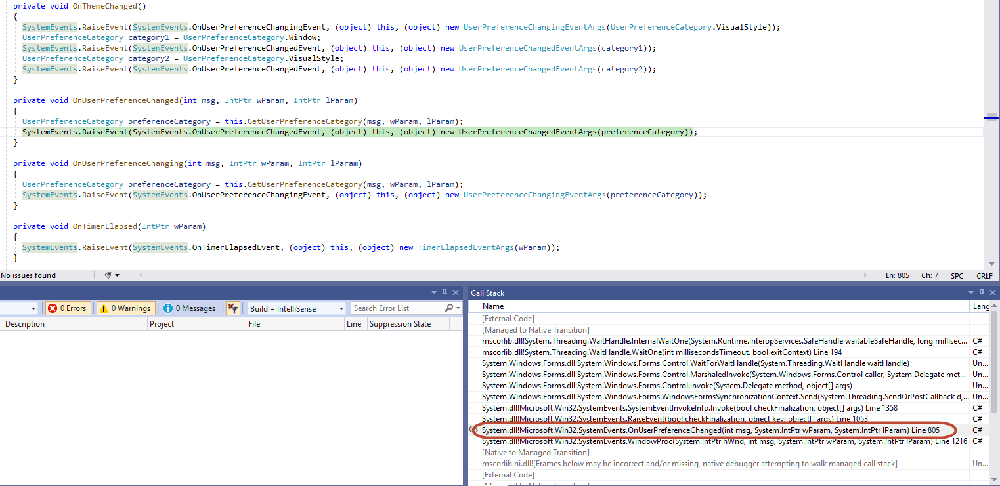 private void OnThemeChanged()
{
SystemEvents.RaiseEvent(SystemEvents.OnUserPreferenceChangingEvent, (object) this, (object) new UserPreferenceChangingEventArgs(UserPreferenceCategory.VisualStyle));
UserPreferenceCategory category1 = UserPreferenceCategory.Window;
SystemEvents.RaiseEvent(SystemEvents.OnUserPreferenceChangedEvent, (object) this, (object) new UserPreferenceChangedEventArgs(category1));
UserPreferenceCategory category2 = UserPreferenceCategory.VisualStyle;
SystemEvents.RaiseEvent(SystemEvents.OnUserPreferenceChangedEvent, (object) this, (object) new UserPreferenceChangedEventArgs(category2));
}
private void OnUserPreferenceChanged(int msg, IntPtr wParam, IntPtr lParam)
{
UserPreferenceCategory preferenceCategory = this.GetUserPreferenceCategory(msg, wParam, lParam);
SystemEvents.RaiseEvent(SystemEvents.OnUserPreferenceChangedEvent, (object) this, (object) new UserPreferenceChangedEventArgs(preferenceCategory));
}
private void OnUserPreferenceChanging(int msg, IntPtr wParam, IntPtr lParam)
{
UserPreferenceCategory preferenceCategory = this.GetUserPreferenceCategory(msg, wParam, lParam);
SystemEvents.RaiseEvent(SystemEvents.OnUserPreferenceChangingEvent, (object) this, (object) new UserPreferenceChangingEventArgs(preferenceCategory));
}
private void OnTimerElapsed(IntPtr wParam)
{
SystemEvents.RaiseEvent(SystemEvents.OnTimerElapsedEvent, (object) this, (object) new TimerElapsedEventArgs(wParam));
}
No issues found Ln: 805 Ch: 7 SPC CRLF
0 Errors 0 Warnings 0 Messages Build + IntelliSense Search Error List
Description Project File Line Suppression State
Call Stack
Name Lang
[External Code]
[Managed to Native Transition]
mscorlib.dll!System.Threading.WaitHandle.InternalWaitOne(System.Runtime.InteropServices.SafeHandle waitableSafeHandle, long millisec... C#
mscorlib.dll!System.Threading.WaitHandle.WaitOne(int millisecondsTimeout, bool exitContext) Line 194 C#
System.Windows.Forms.dll!System.Windows.Forms.Control.WaitForWaitHandle(System.Threading.WaitHandle waitHandle) Un...
System.Windows.Forms.dll!System.Windows.Forms.Control.MarshaledInvoke(System.Windows.Forms.Control caller, System.Delegate met... Un...
System.Windows.Forms.dll!System.Windows.Forms.Control.Invoke(System.Delegate method, object[] args) Un...
System.Windows.Forms.dll!System.Windows.Forms.WindowsFormsSynchronizationContext.Send(System.Threading.SendOrPostCallback d,... Un...
System.dll!Microsoft.Win32.SystemEvents.SystemEventInvokeInfo.Invoke(bool checkFinalization, object[] args) Line 1358 C#
System.dll!Microsoft.Win32.SystemEvents.RaiseEvent(bool checkFinalization, object key, object[] args) Line 1053 C#
System.dll!Microsoft.Win32.SystemEvents.OnUserPreferenceChanged(int msg, System.IntPtr wParam, System.IntPtr lParam) Line 805 C#
System.dll!Microsoft.Win32.SystemEvents.WindowProc(System.IntPtr hWnd, int msg, System.IntPtr wParam, System.IntPtr lParam) Line 1216 C#
[Native to Managed Transition]
mscorlib.ni.dll![Frames below may be incorrect and/or missing, native debugger attempting to walk managed call stack] Un...
[External Code]
[Managed to Native Transition]